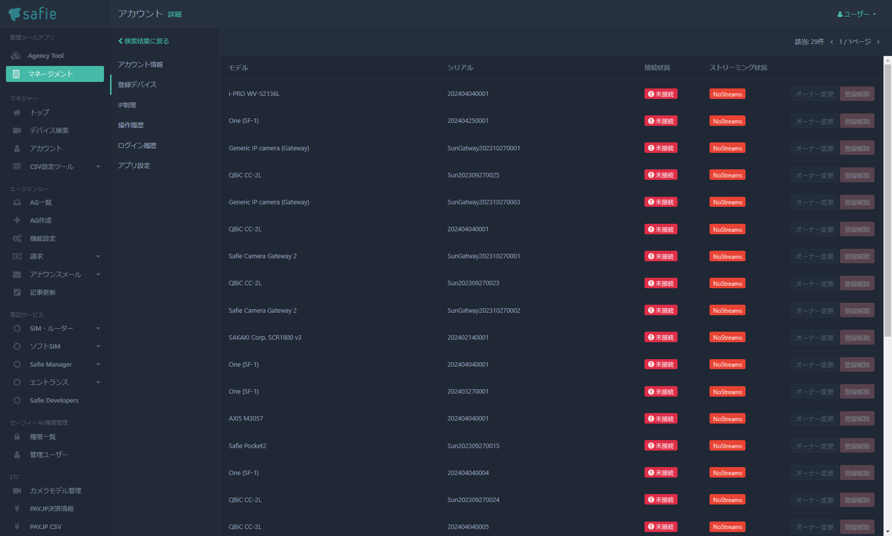 safie
アカウント 詳細
ユーザー
管理ツールアプリ
Agency Tool
マネージメント
マネジャー
トップ
デバイス検索
アカウント
CSV設定ツール
エージェンシー
AG一覧
AG作成
機能設定
請求
アナウンスメール
記事更新
周辺サービス
SIM・ルーター
ソフトSIM
Safie Manager
エントランス
Safie Developers
セーフィーAG権限管理
権限一覧
管理ユーザー
ETC
カメラモデル管理
PAYJP決済情報
PAYJP CSV
検索結果に戻る
アカウント情報
登録デバイス
IP制限
操作履歴
ログイン履歴
アプリ設定
該当: 29件 1 / 1ページ
モデル シリアル 接続状況 ストリーミング状況
i-PRO WV-S2136L 202404040001 未接続 NoStreams オーナー変更 登録解除
One (SF-1) 202404250001 未接続 NoStreams オーナー変更 登録解除
Generic IP camera (Gateway) SunGatway202310270001 未接続 NoStreams オーナー変更 登録解除
QBiC CC-2L Sun202309270025 未接続 NoStreams オーナー変更 登録解除
Generic IP camera (Gateway) SunGatway202310270003 未接続 NoStreams オーナー変更 登録解除
QBiC CC-2L 202404040001 未接続 NoStreams オーナー変更 登録解除
Safie Camera Gateway 2 SunGatway202310270001 未接続 NoStreams オーナー変更 登録解除
QBiC CC-2L Sun202309270023 未接続 NoStreams オーナー変更 登録解除
Safie Camera Gateway 2 SunGatway202310270002 未接続 NoStreams オーナー変更 登録解除
SAKAKI Corp. SCR1800 v3 202402140001 未接続 NoStreams オーナー変更 登録解除
One (SF-1) 202404040001 未接続 NoStreams オーナー変更 登録解除
One (SF-1) 202403270001 未接続 NoStreams オーナー変更 登録解除
AXIS M3057 202404040001 未接続 NoStreams オーナー変更 登録解除
Safie Pocket2 Sun202309270015 未接続 NoStreams オーナー変更 登録解除
One (SF-1) 202404040004 未接続 NoStreams オーナー変更 登録解除
QBiC CC-2L Sun202309270024 未接続 NoStreams オーナー変更 登録解除
QBiC CC-2L 202404040005 未接続 NoStreams オーナー変更 登録解除